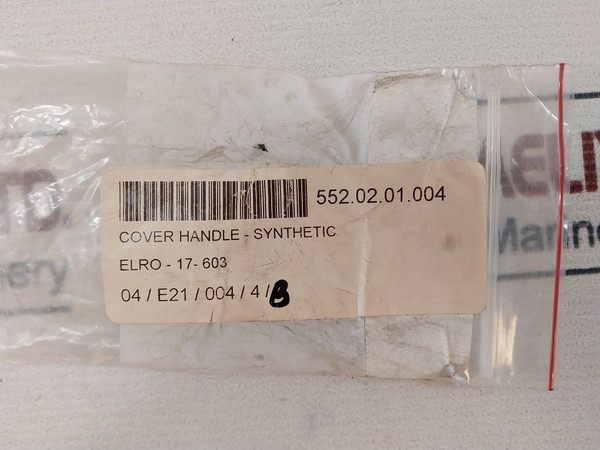 552.02.01.004
COVER HANDLE - SYNTHETIC
ELRO - 17- 603
04 / E21 / 004 / 4 / B